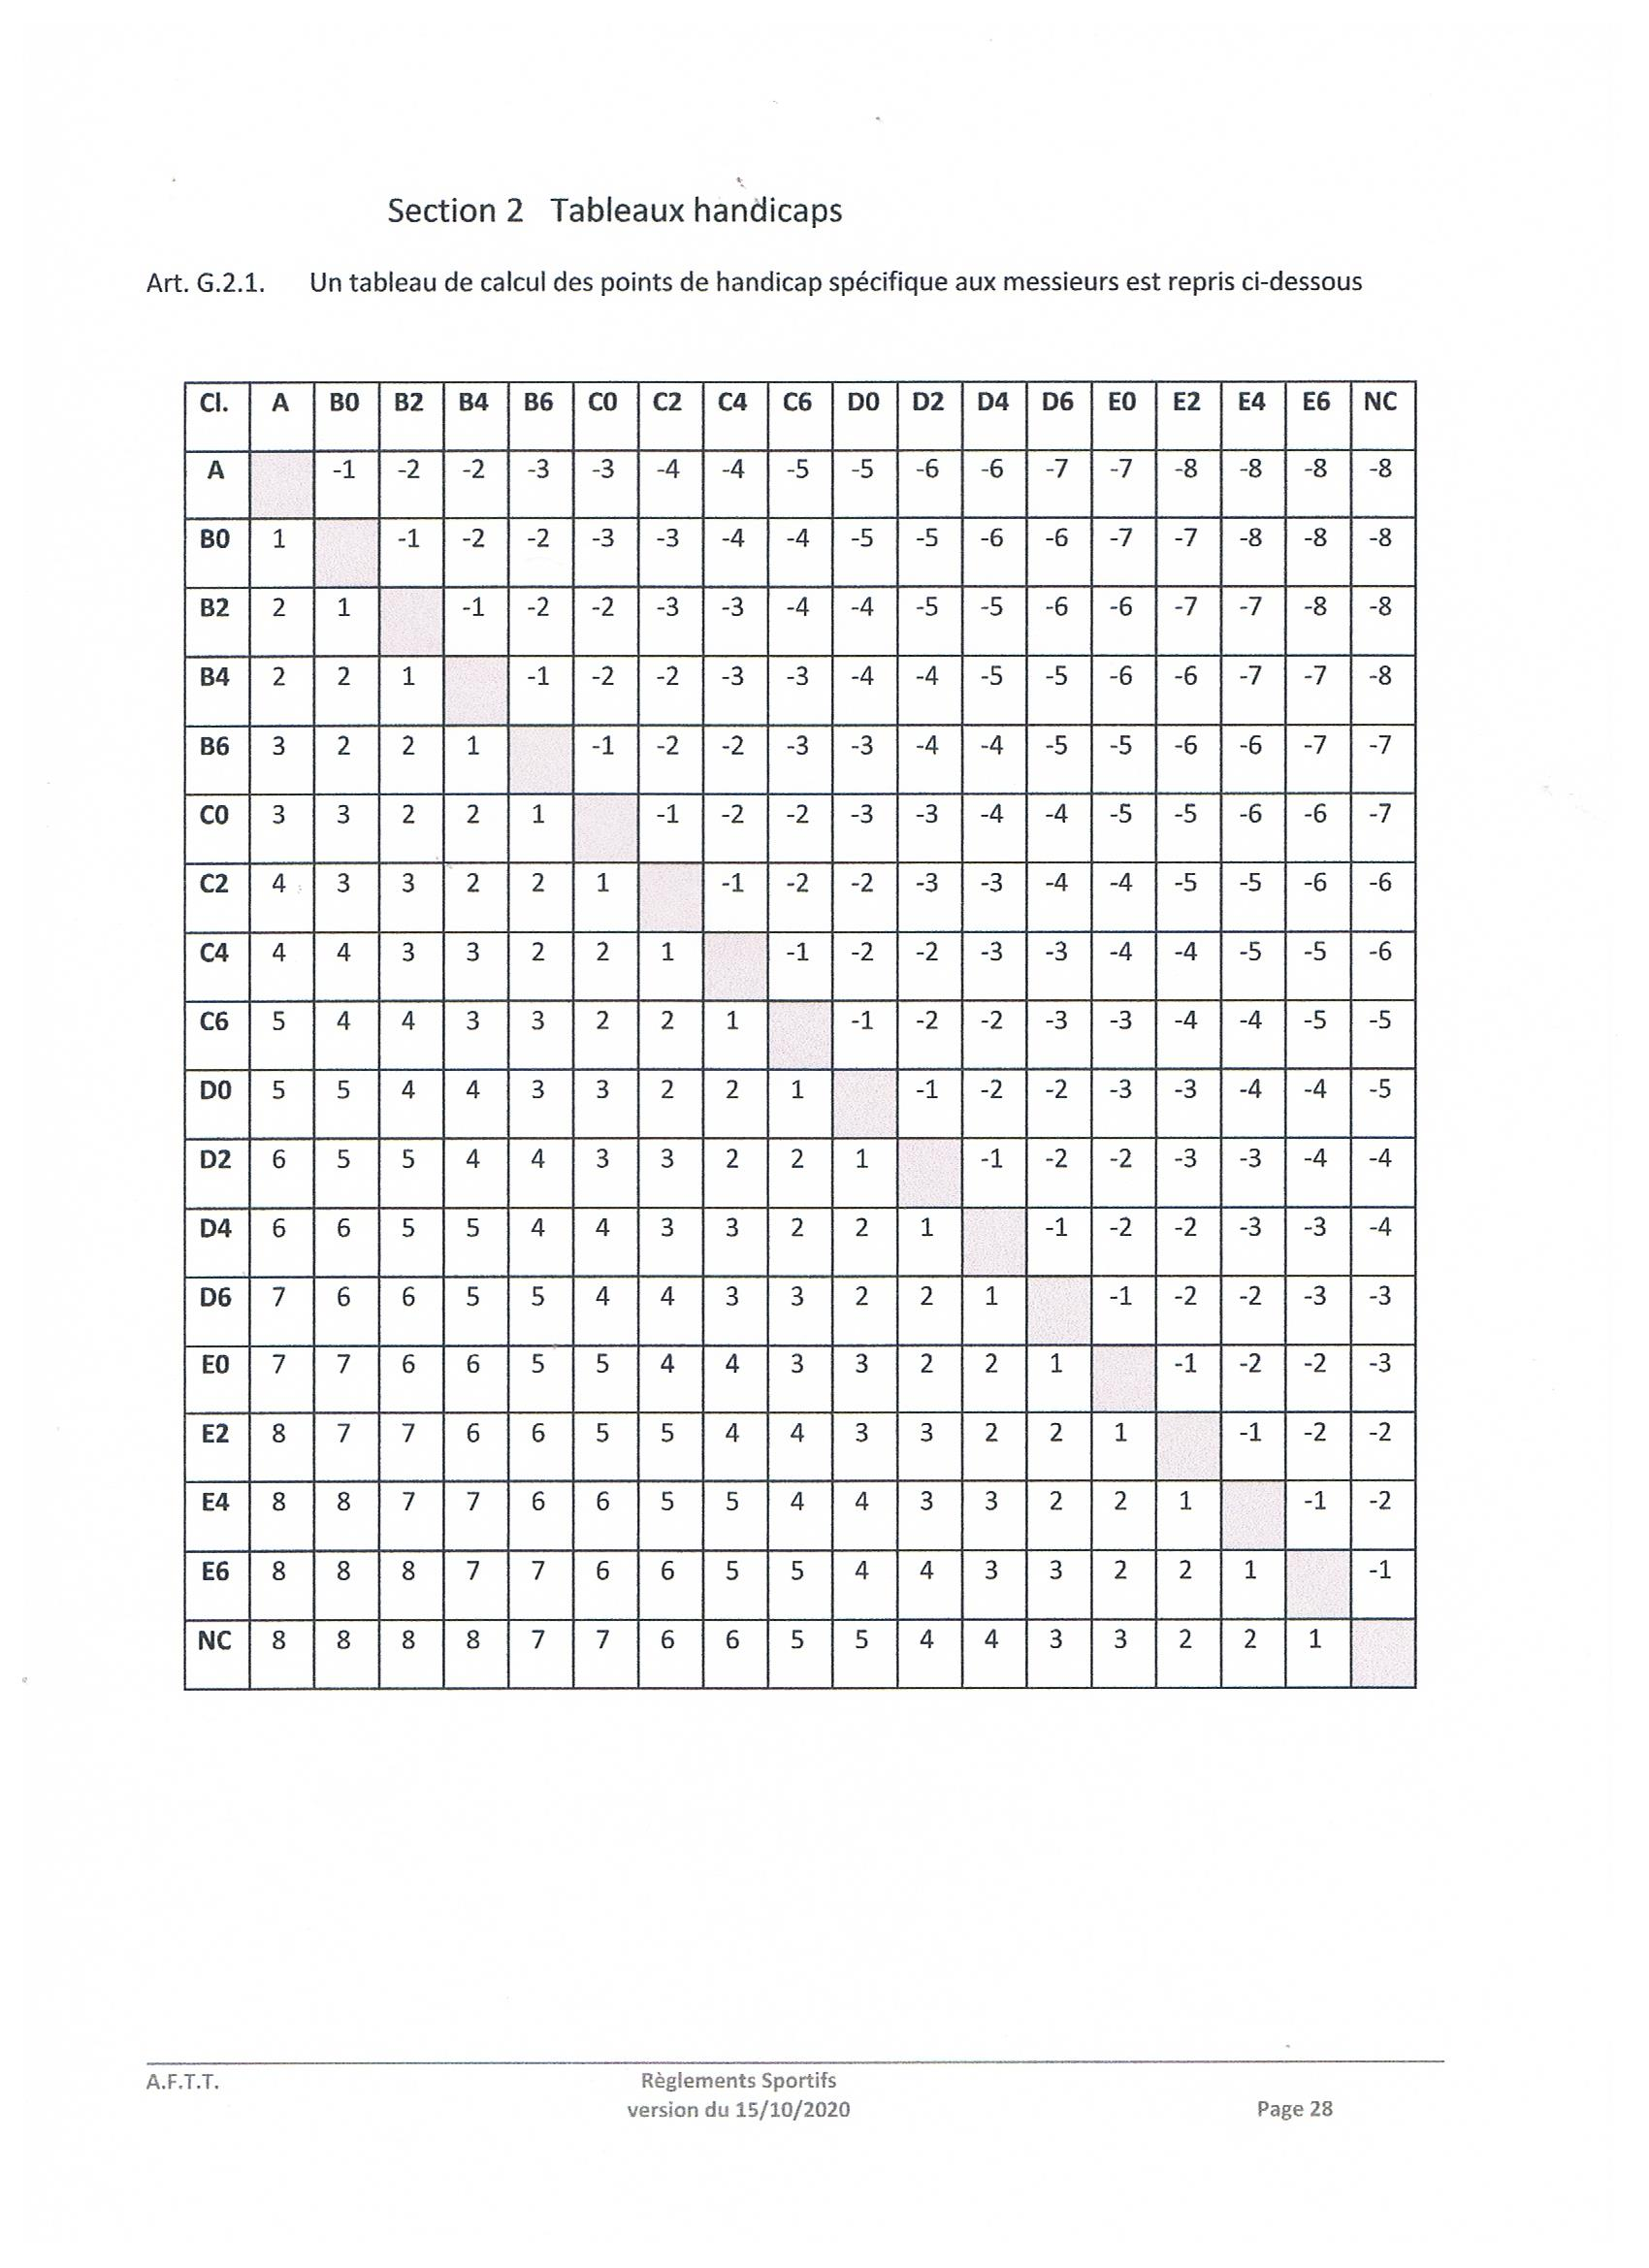 Section 2 Tableaux handicaps
Art. G.2.1. Un tableau de calcul des points de handicap spécifique aux messieurs est repris ci-dessous
Cl. A B0 B2 B4 B6 C0 C2 C4 C6 D0 D2 D4 D6 E0 E2 E4 E6 NC
A -1 -2 -2 -3 -3 -4 -4 -5 -5 -6 -6 -7 -7 -8 -8 -8 -8
B0 1 -1 -2 -2 -3 -3 -4 -4 -5 -5 -6 -6 -7 -7 -8 -8 -8
B2 2 1 -1 -2 -2 -3 -3 -4 -4 -5 -5 -6 -6 -7 -7 -8 -8
B4 2 2 1 -1 -2 -2 -3 -3 -4 -4 -5 -5 -6 -6 -7 -7 -8
B6 3 2 2 1 -1 -2 -2 -3 -3 -4 -4 -5 -5 -6 -6 -7 -7
C0 3 3 2 2 1 -1 -2 -2 -3 -3 -4 -4 -5 -5 -6 -6 -7
C2 4 3 3 2 2 1 -1 -2 -2 -3 -3 -4 -4 -5 -5 -6 -6
C4 4 4 3 3 2 2 1 -1 -2 -2 -3 -3 -4 -4 -5 -5 -6
C6 5 4 4 3 3 2 2 1 -1 -2 -2 -3 -3 -4 -4 -5 -5
D0 5 5 4 4 3 3 2 2 1 -1 -2 -2 -3 -3 -4 -4 -5
D2 6 5 5 4 4 3 3 2 2 1 -1 -2 -2 -3 -3 -4 -4
D4 6 6 5 5 4 4 3 3 2 2 1 -1 -2 -2 -3 -3 -4
D6 7 6 6 5 5 4 4 3 3 2 2 1 -1 -2 -2 -3 -3
E0 7 7 6 6 5 5 4 4 3 3 2 2 1 -1 -2 -2 -3
E2 8 7 7 6 6 5 5 4 4 3 3 2 2 1 -1 -2 -2
E4 8 8 7 7 6 6 5 5 4 4 3 3 2 2 1 -1 -2
E6 8 8 8 7 7 6 6 5 5 4 4 3 3 2 2 1 -1
NC 8 8 8 8 7 7 6 6 5 5 4 4 3 3 2 2 1
A.F.T.T. Règlements Sportifs
version du 15/10/2020 Page 28